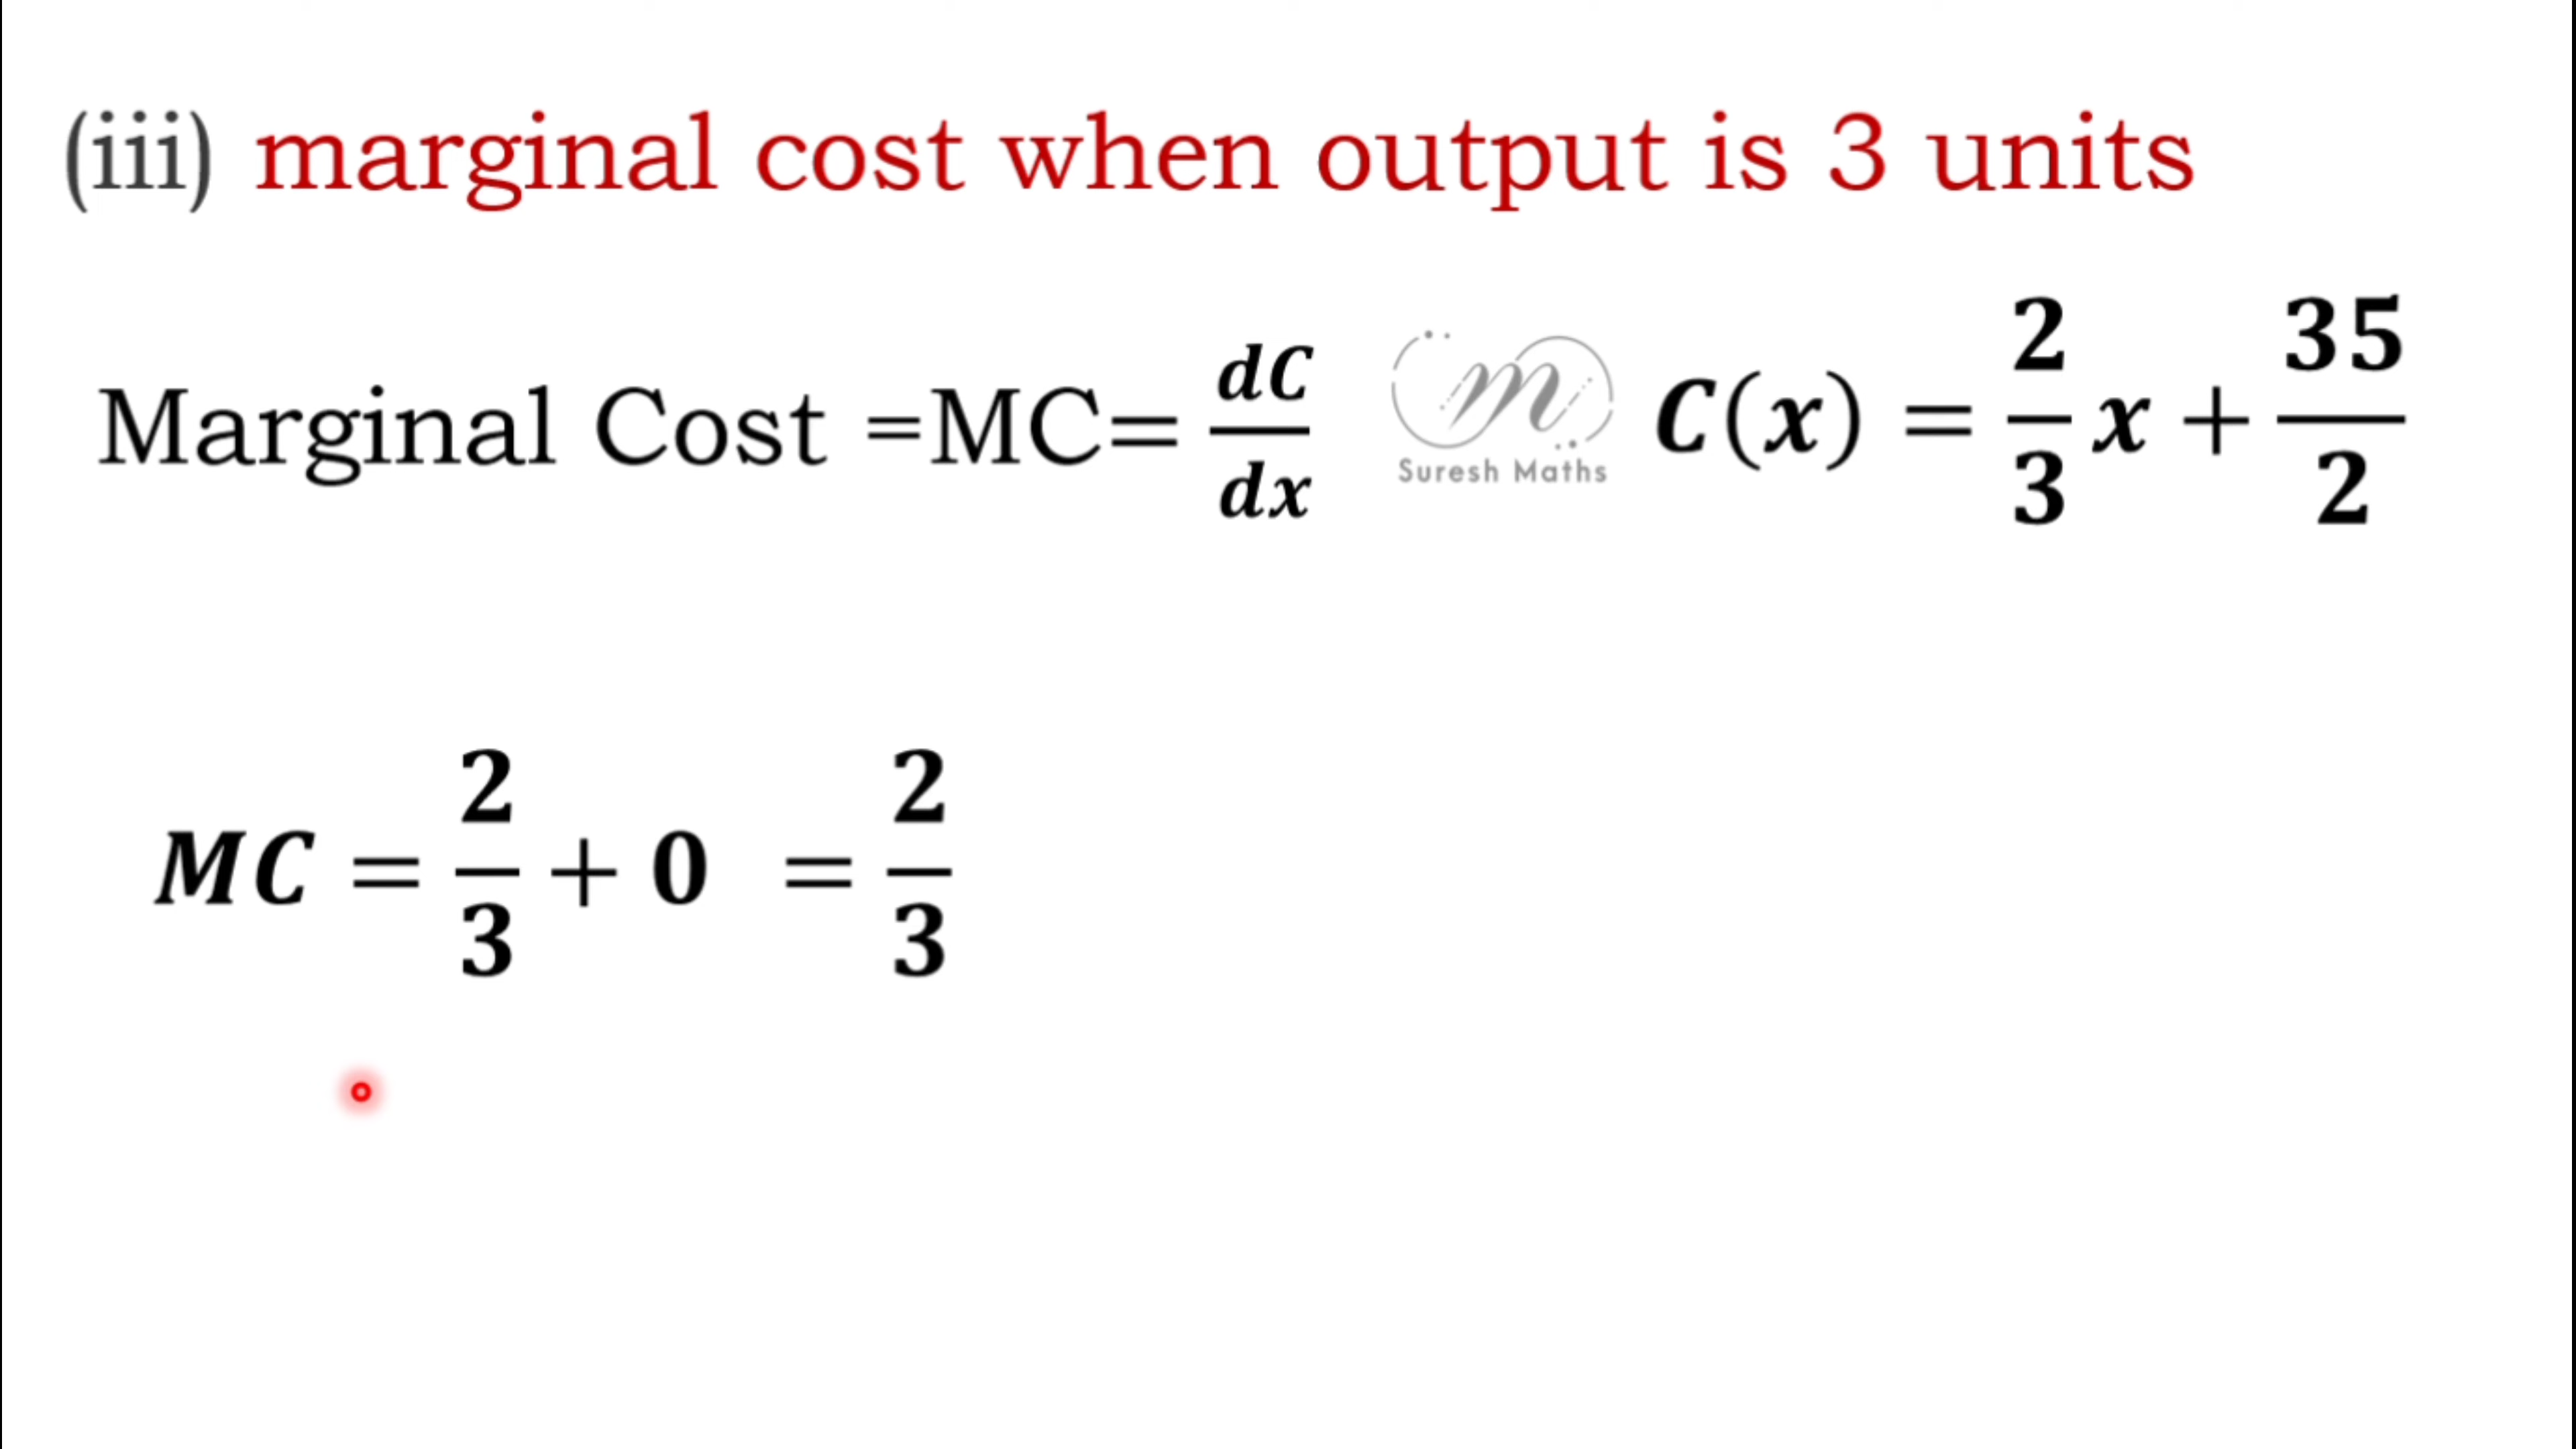 (iii) marginal cost when output is 3 units
Marginal Cost =MC= dC/dx
Suresh Maths
C(x) = 2/3 x + 35/2
MC = 2/3 + 0 = 2/3